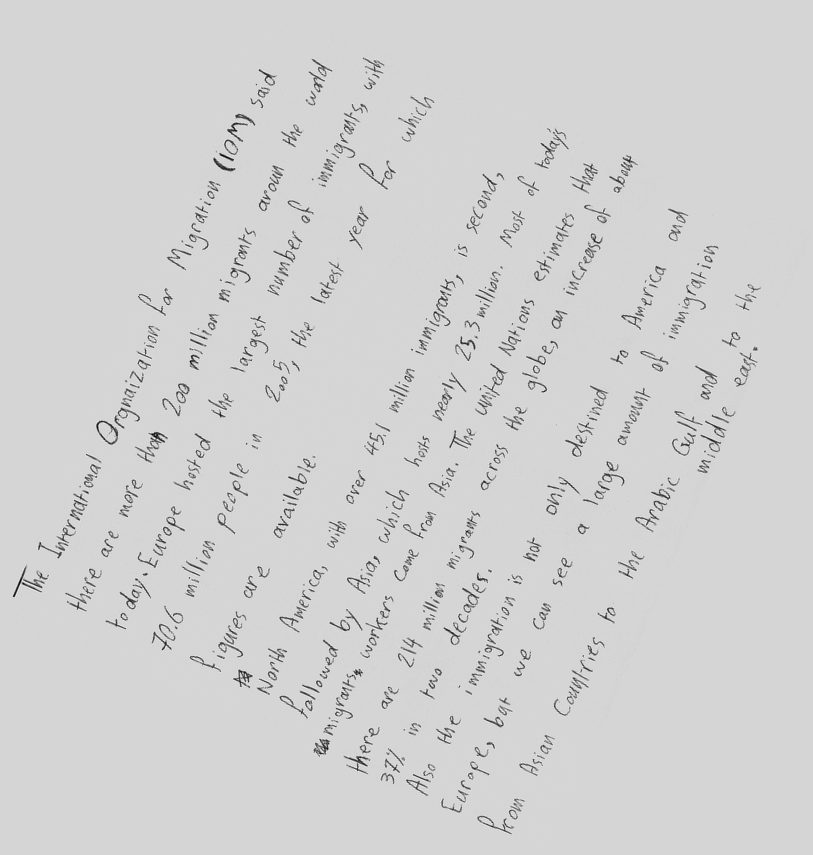 The International Orgnaization for Migration (IOM) said
there are more than 200 million migrants aroun the world
today. Europe hosted the largest number of immigrants, with
70.6 million people in 2005, the latest year for which
figures are available.
North America, with over 45.1 million immigrants, is second,
followed by Asia, which hosts nearly 25.3 million. Most of today's
migrants workers come from Asia. The united Nations estimates that
there are 214 million migrants across the globe, an increase of about
37% in two decades.
Also the immigration is not only destined to America and
Europe, but we can see a large amount of immigration
from Asian Countries to the Arabic Gulf and to the
middle east.